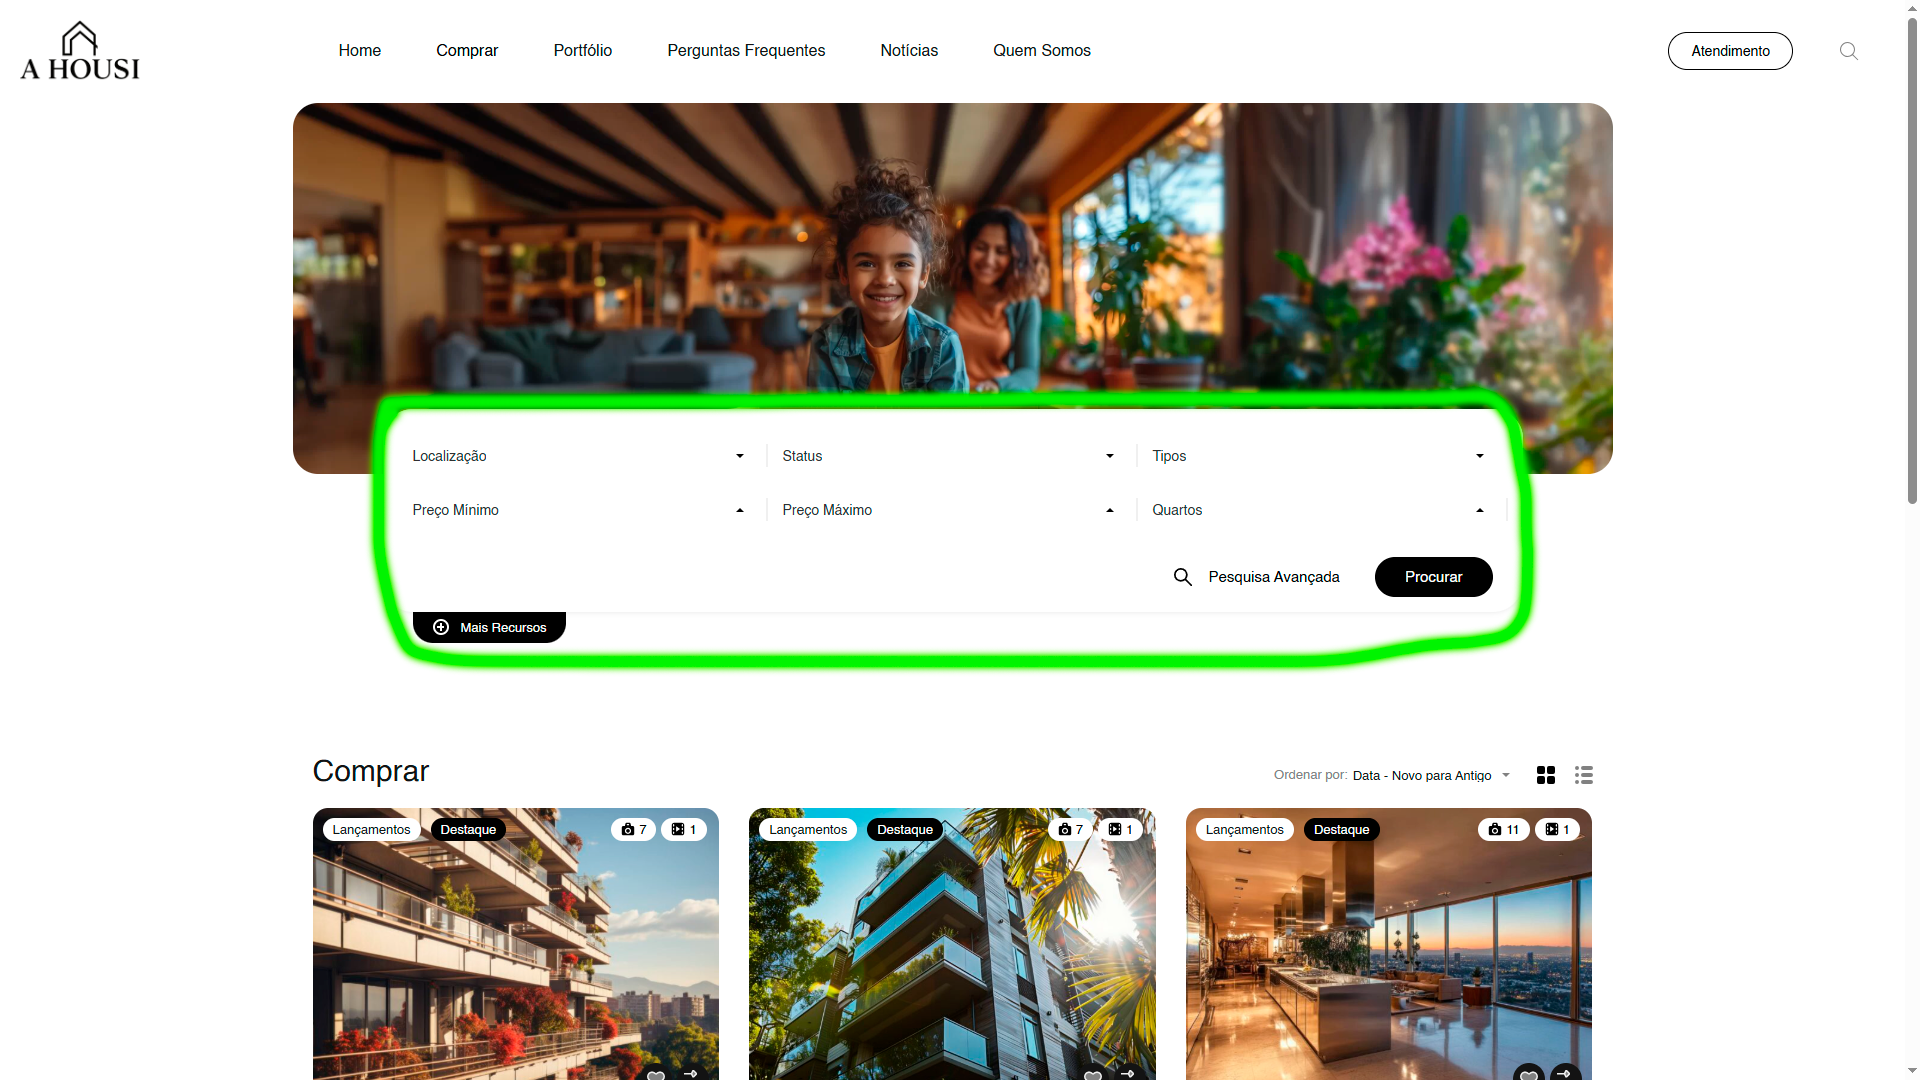 A HOUSI
Home Comprar Portfólio Perguntas Frequentes Notícias Quem Somos Atendimento
Localização Status Tipos
Preço Mínimo Preço Máximo Quartos
Pesquisa Avançada Procurar
Mais Recursos
Comprar Ordenar por: Data - Novo para Antigo
Lançamentos Destaque 7 1 Lançamentos Destaque 7 1 Lançamentos Destaque 11 1